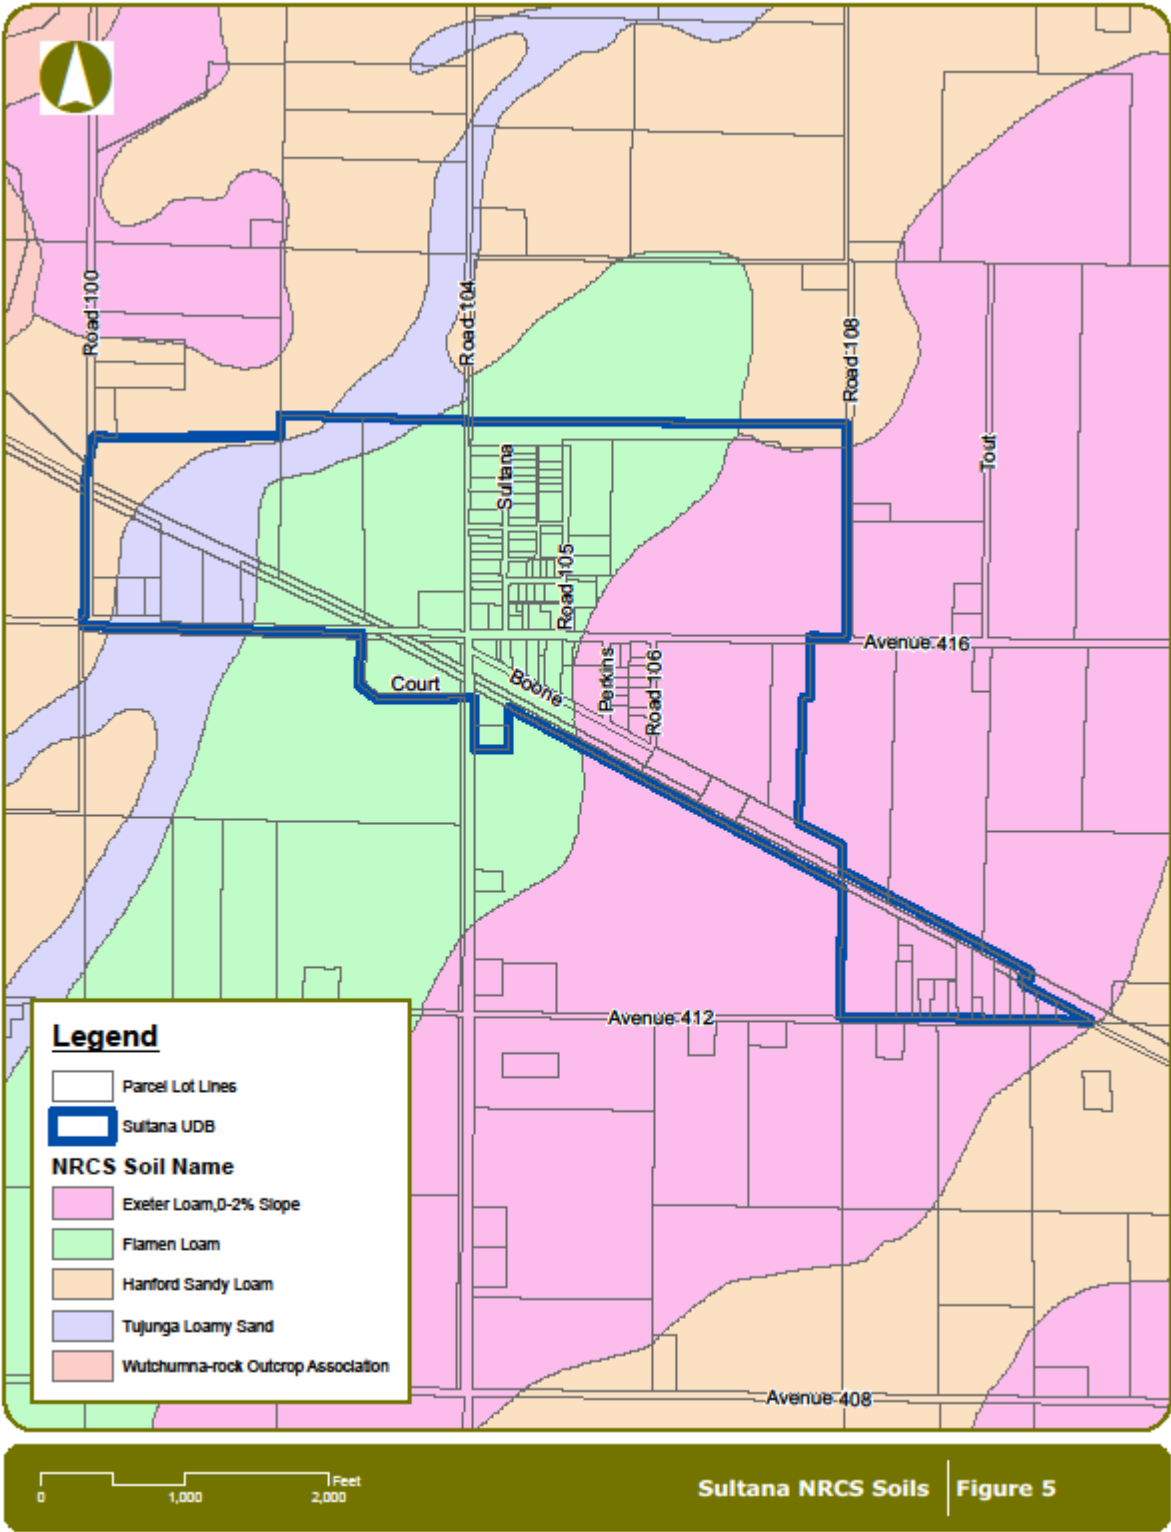 Road 100
Road 104
Road 108
Tout
Sultana
Road 105
Avenue 416
Perkins
Road 106
Court
Boone
Avenue 412
Legend
Parcel Lot Lines
Sultana UDB
NRCS Soil Name
Exeter Loam,0-2% Slope
Flamen Loam
Hanford Sandy Loam
Tujunga Loamy Sand
Wutchumna-rock Outcrop Association
Avenue 408
Feet
0 1,000 2,000
Sultana NRCS Soils Figure 5